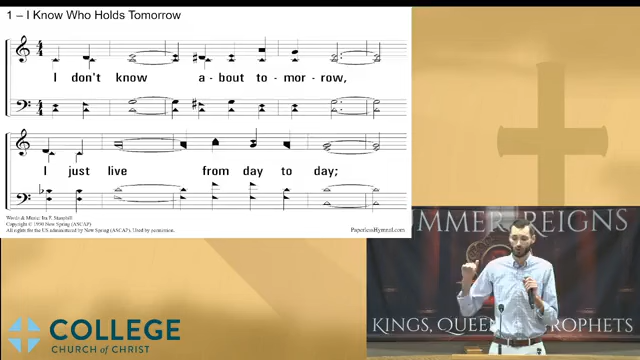 1 – I Know Who Holds Tomorrow
I don't know a - bout to - mor - row,
I just live from day to day;
Words & Music: Ira F. Stanphill
Copyright © 1950 New Spring (ASCAP)
All rights for the US administered by New Spring (ASCAP). Used by permission.
PaperlessHymnal.com
UMMER REIGNS
KINGS, QUEEN PROPHETS
COLLEGE
CHURCH of CHRIST